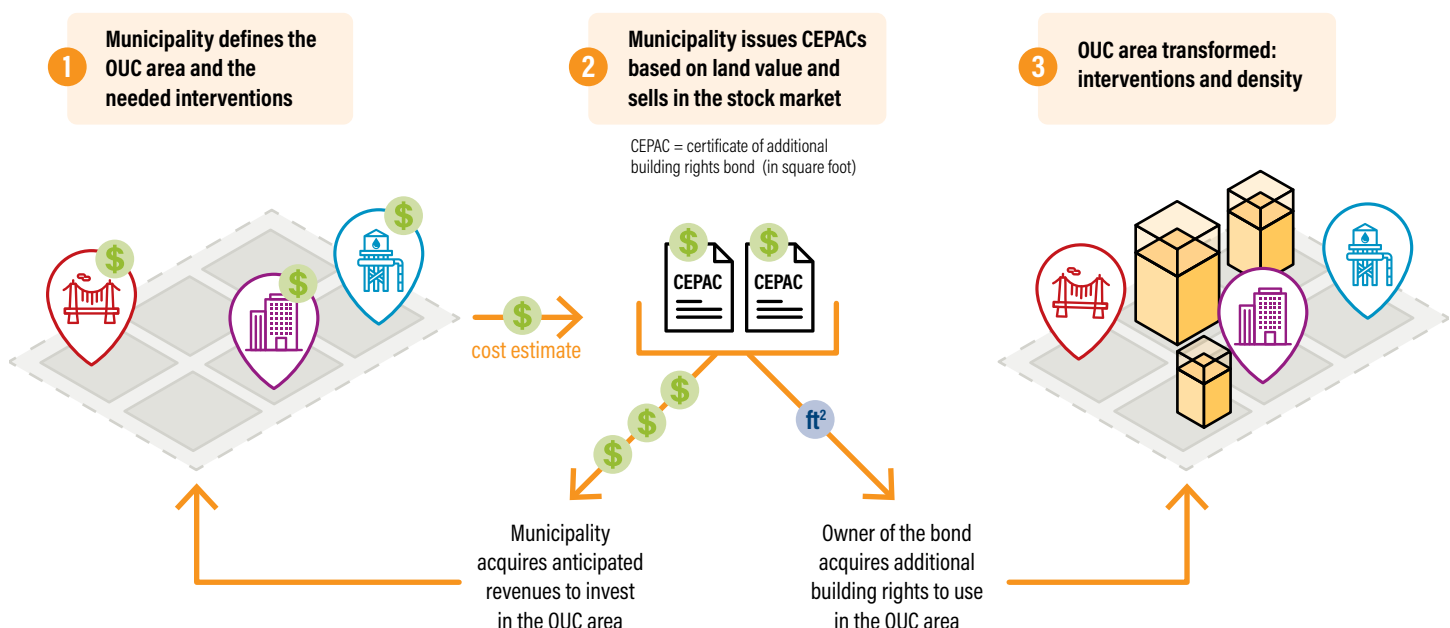 1
Municipality defines the
OUC area and the
needed interventions
2
Municipality issues CEPACs
based on land value and
sells in the stock market
CEPAC = certificate of additional
building rights bond (in square foot)
3
OUC area transformed:
interventions and density
$
$
$
$
cost estimate
$
$
CEPAC
CEPAC
$
$
$
ft²
Municipality
acquires anticipated
revenues to invest
in the OUC area
Owner of the bond
acquires additional
building rights to use
in the OUC area